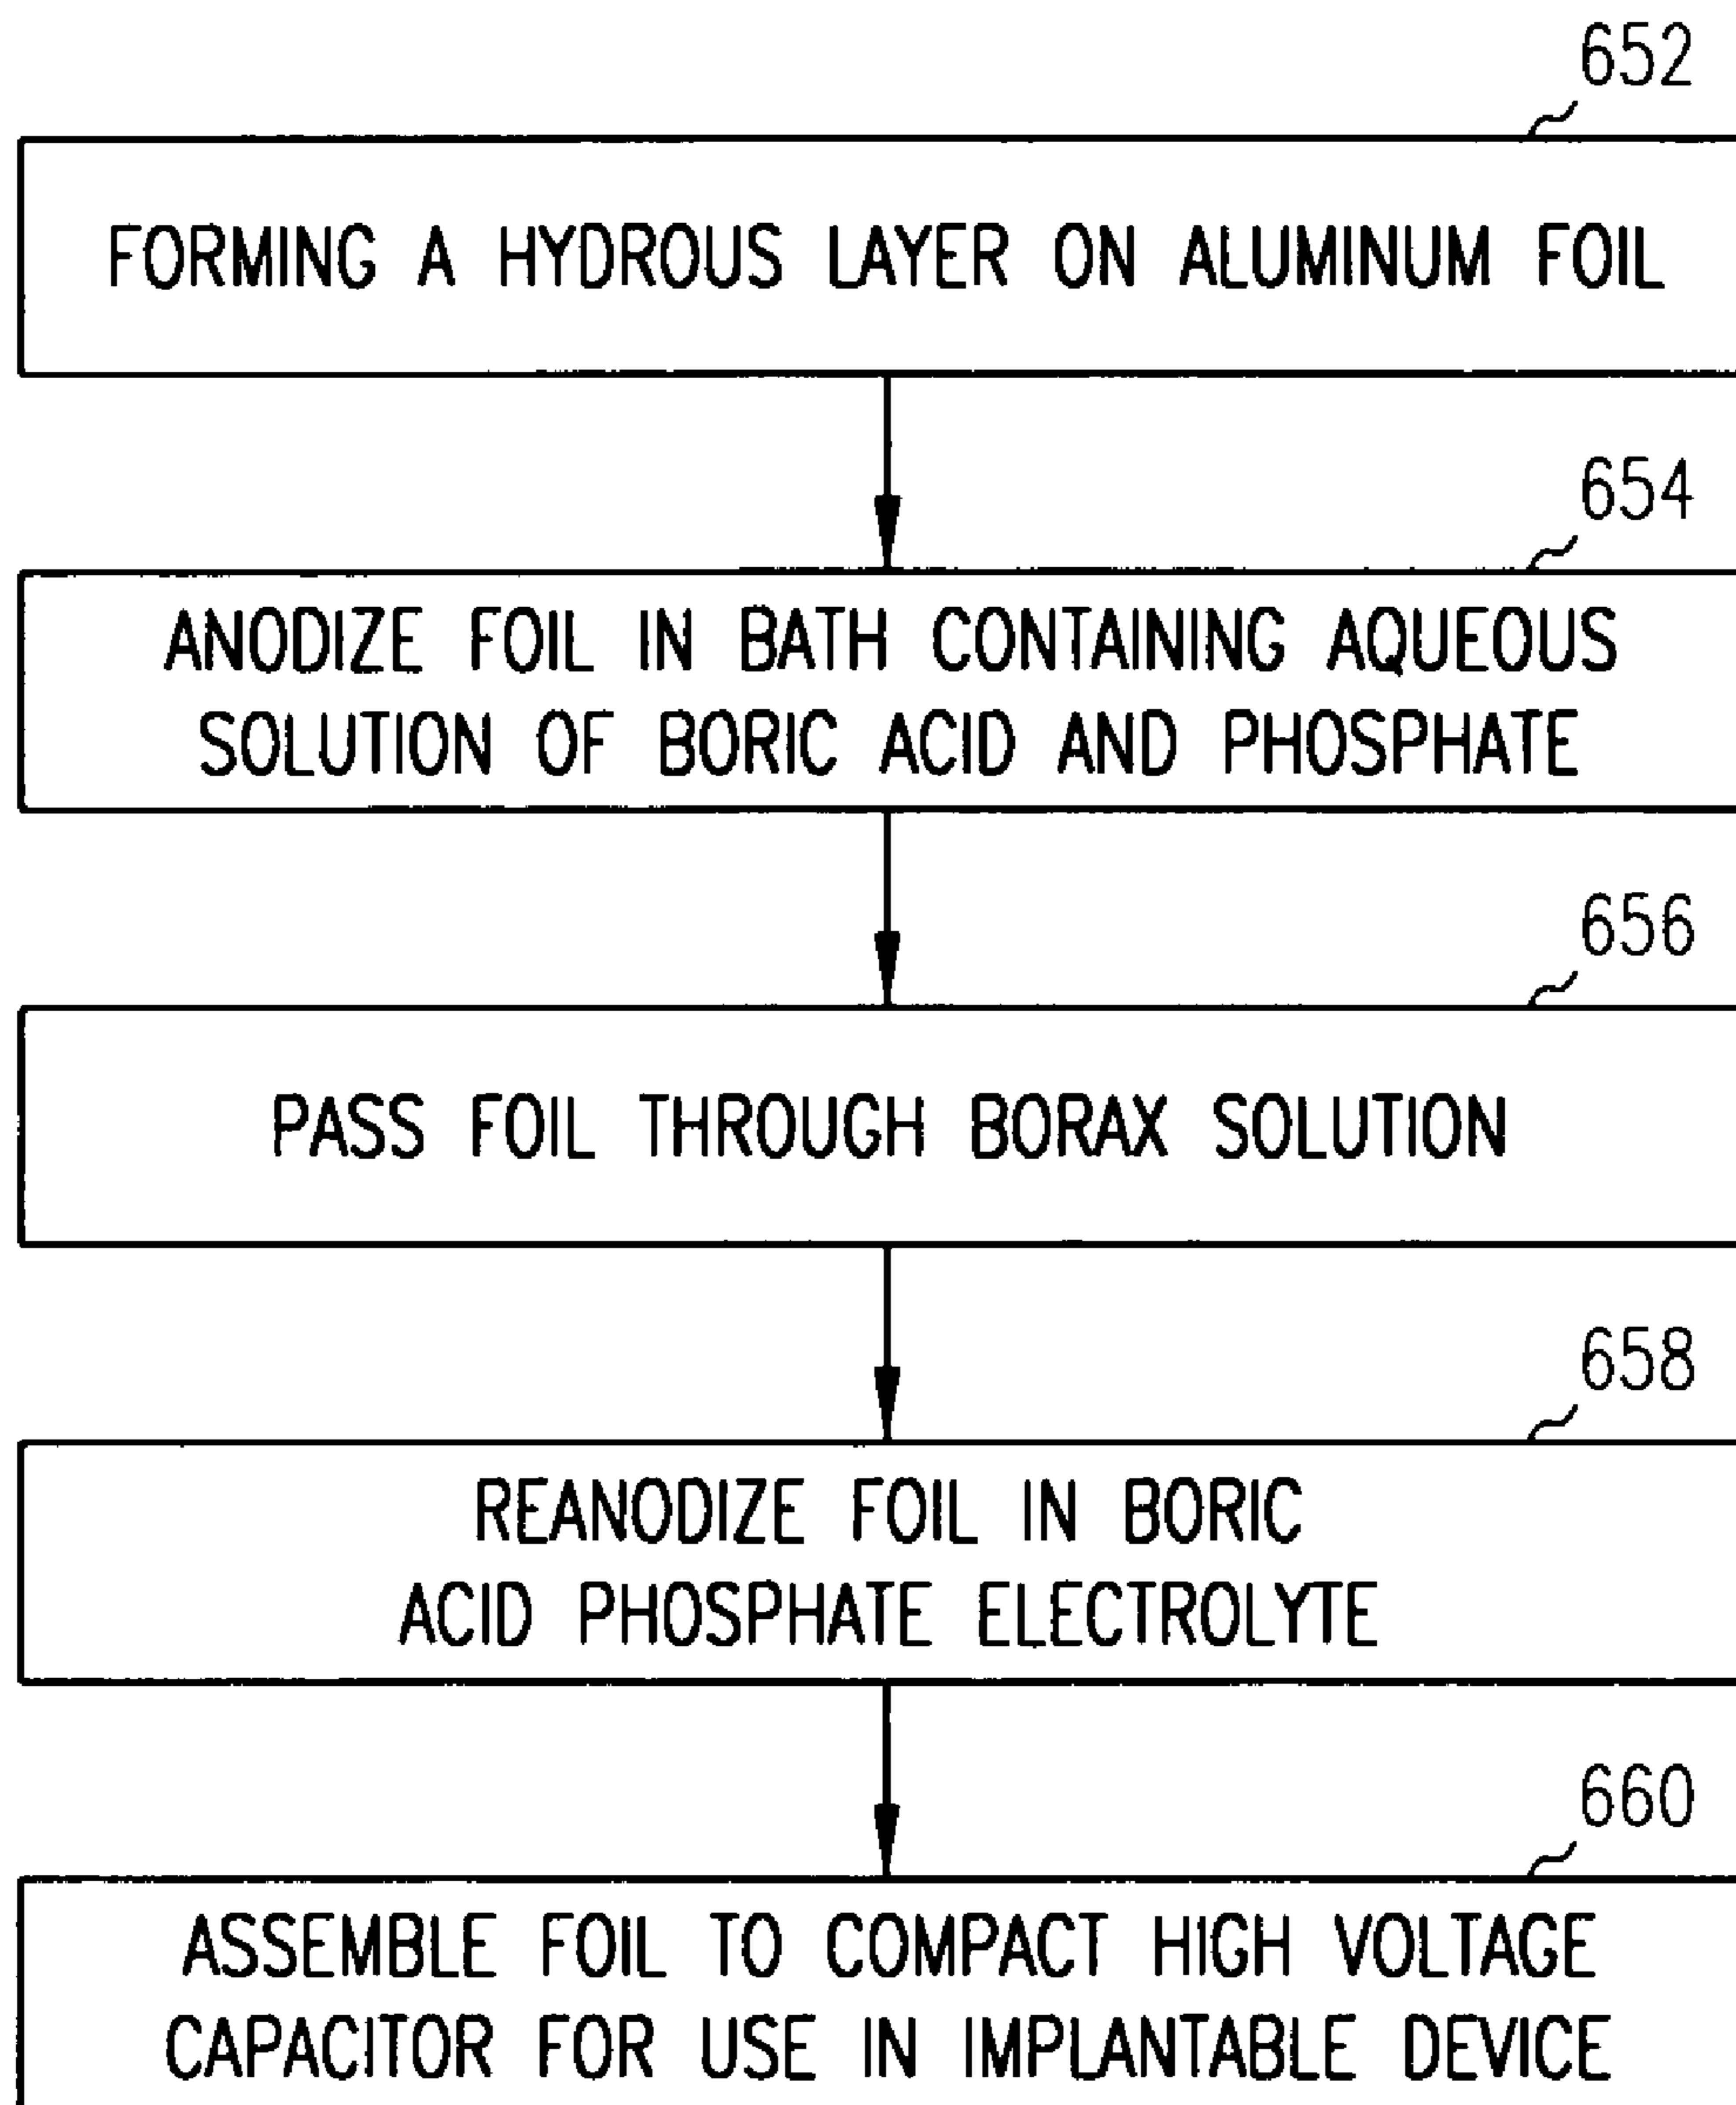 652
FORMING A HYDROUS LAYER ON ALUMINUM FOIL
654
ANODIZE FOIL IN BATH CONTAINING AQUEOUS
SOLUTION OF BORIC ACID AND PHOSPHATE
656
PASS FOIL THROUGH BORAX SOLUTION
658
REANODIZE FOIL IN BORIC
ACID PHOSPHATE ELECTROLYTE
660
ASSEMBLE FOIL TO COMPACT HIGH VOLTAGE
CAPACITOR FOR USE IN IMPLANTABLE DEVICE